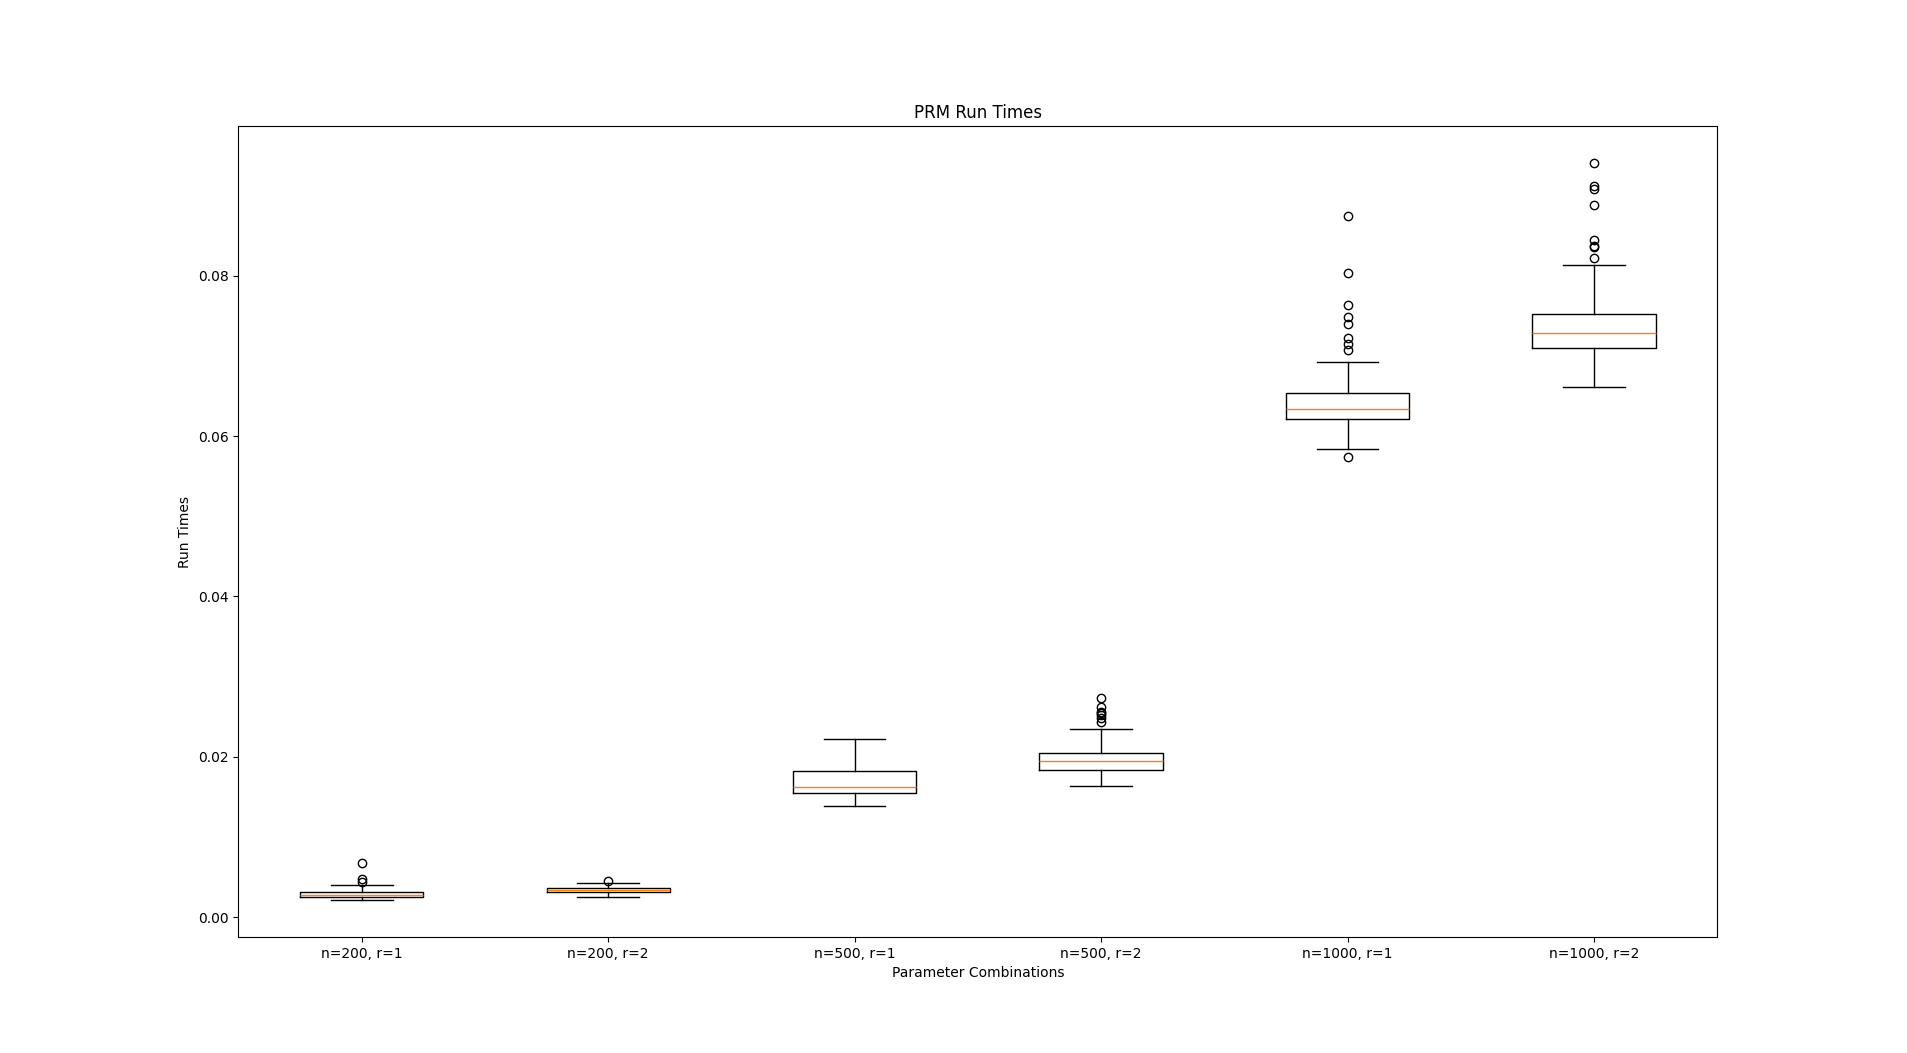 PRM Run Times
Run Times
0.08
0.06
0.04
0.02
0.00
n=200, r=1
n=200, r=2
n=500, r=1
n=500, r=2
n=1000, r=1
n=1000, r=2
Parameter Combinations